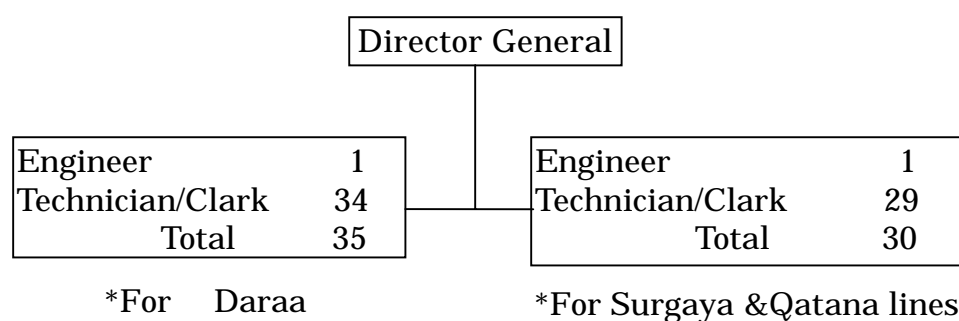 Director General
Engineer 1
Technician/Clark 34
Total 35
*For Daraa
Engineer 1
Technician/Clark 29
Total 30
*For Surgaya &Qatana lines